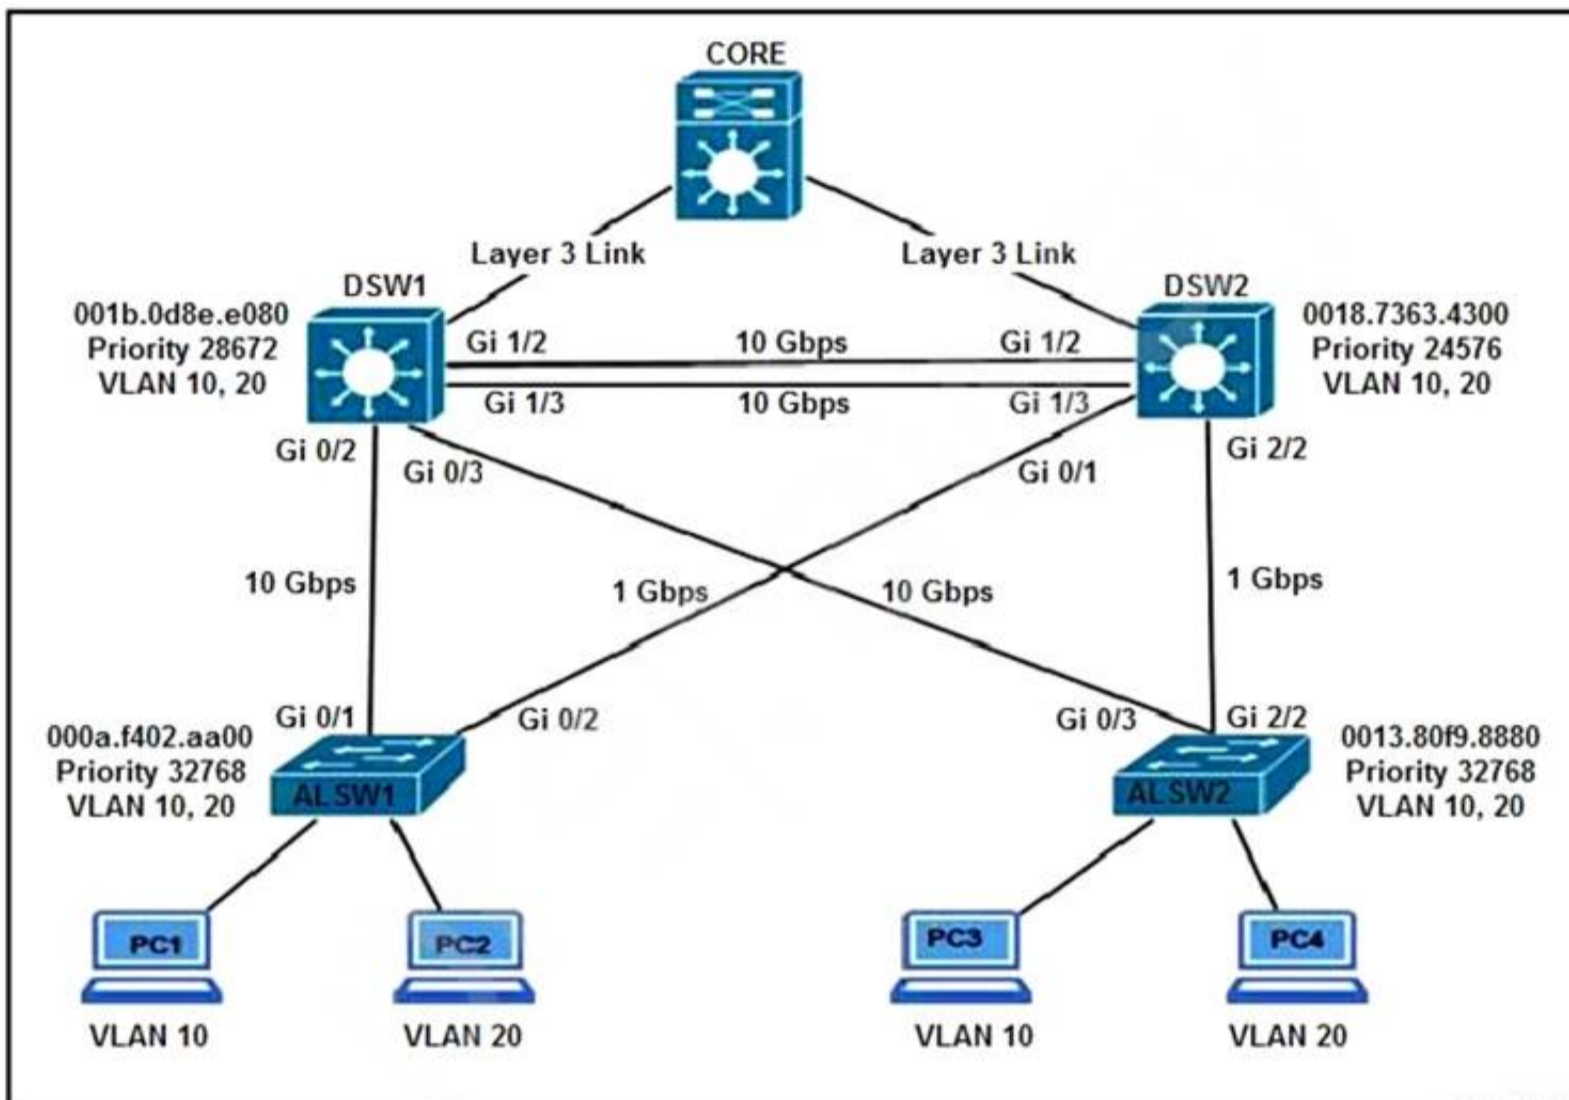 CORE
Layer 3 Link
Layer 3 Link
DSW1
DSW2
001b.0d8e.e080
Priority 28672
VLAN 10, 20
0018.7363.4300
Priority 24576
VLAN 10, 20
Gi 1/2
10 Gbps
Gi 1/2
Gi 1/3
10 Gbps
Gi 1/3
Gi 0/2
Gi 0/3
Gi 0/1
Gi 2/2
10 Gbps
1 Gbps
10 Gbps
1 Gbps
Gi 0/1
Gi 0/2
Gi 0/3
Gi 2/2
000a.f402.aa00
Priority 32768
VLAN 10, 20
ALSW1
ALSW2
0013.80f9.8880
Priority 32768
VLAN 10, 20
PC1
PC2
PC3
PC4
VLAN 10
VLAN 20
VLAN 10
VLAN 20